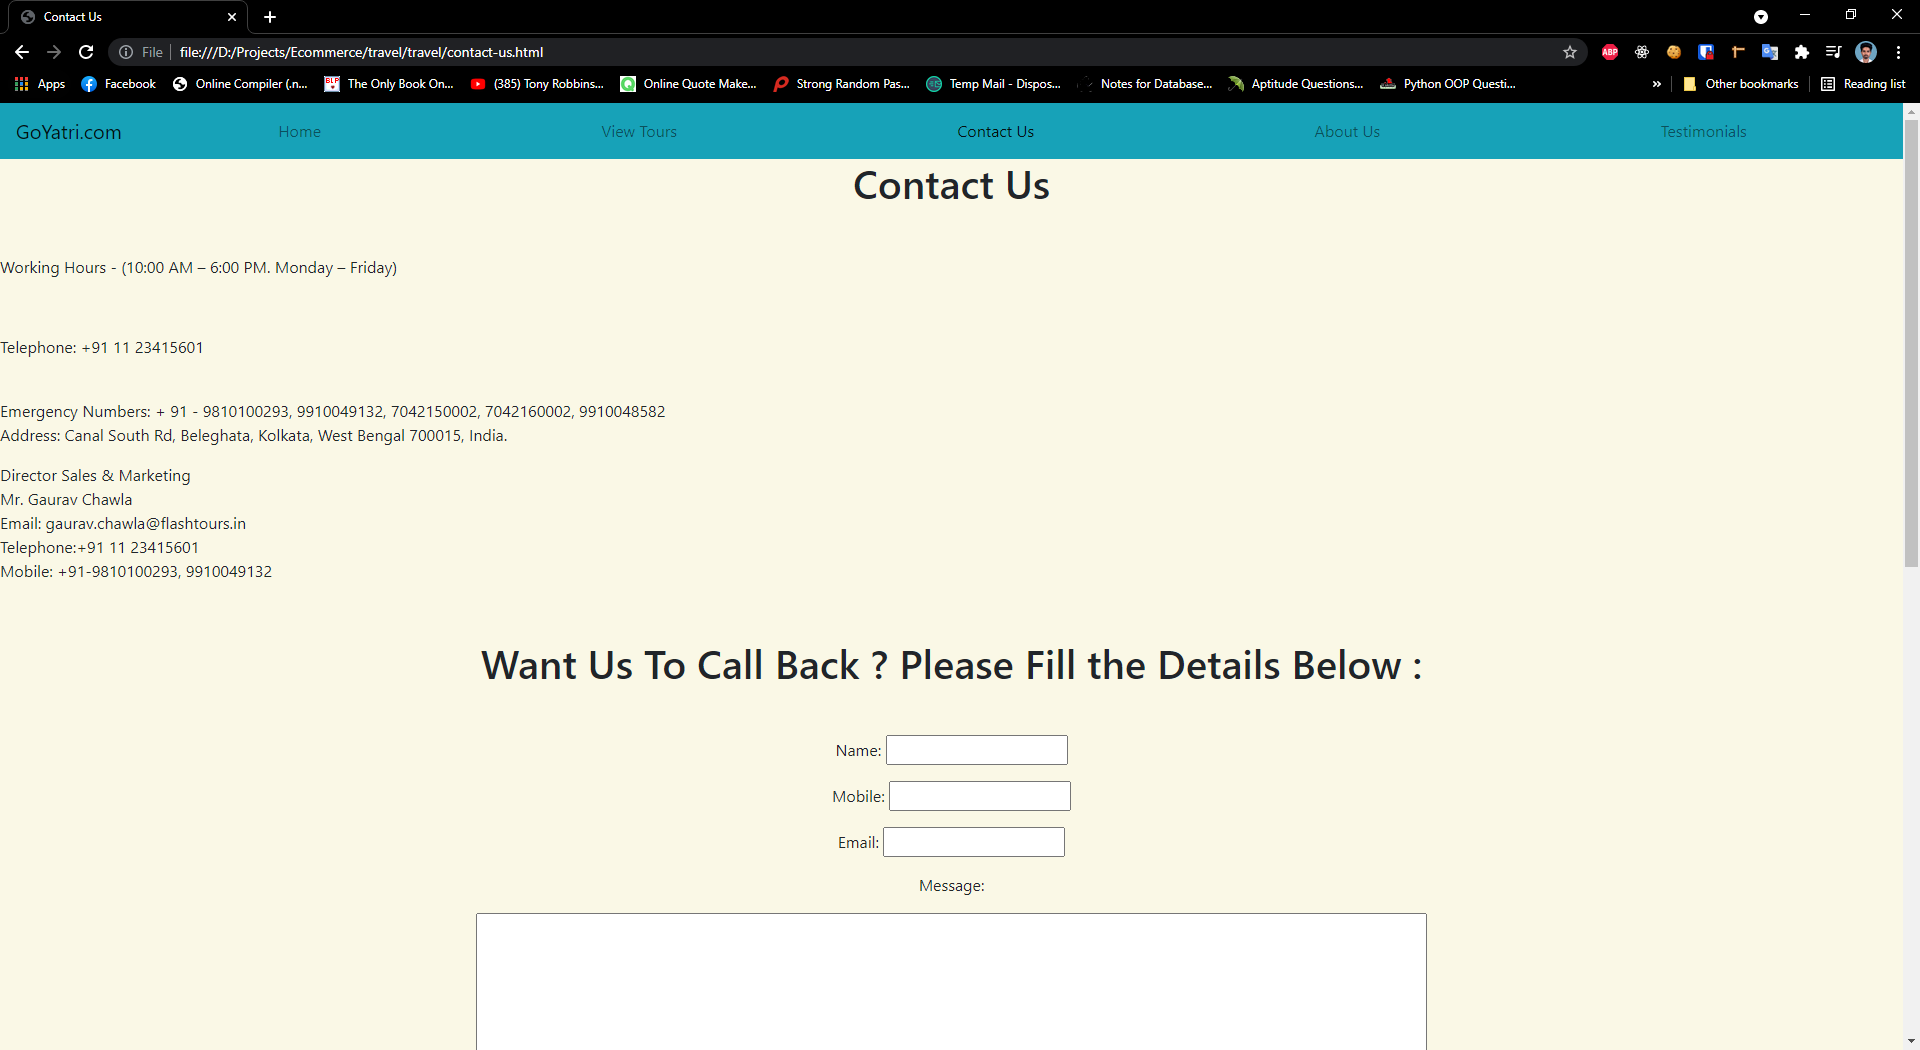 Contact Us
File file:///D:/Projects/Ecommerce/travel/travel/contact-us.html
ABP
Apps Facebook Online Compiler (.n... The Only Book On... (385) Tony Robbins... Online Quote Make... Strong Random Pas... Temp Mail - Dispos... Notes for Database... Aptitude Questions... Python OOP Questi... » Other bookmarks Reading list
GoYatri.com Home View Tours Contact Us About Us Testimonials
Contact Us
Working Hours - (10:00 AM – 6:00 PM. Monday – Friday)
Telephone: +91 11 23415601
Emergency Numbers: + 91 - 9810100293, 9910049132, 7042150002, 7042160002, 9910048582
Address: Canal South Rd, Beleghata, Kolkata, West Bengal 700015, India.
Director Sales & Marketing
Mr. Gaurav Chawla
Email: gaurav.chawla@flashtours.in
Telephone:+91 11 23415601
Mobile: +91-9810100293, 9910049132
Want Us To Call Back ? Please Fill the Details Below :
Name:
Mobile:
Email:
Message: